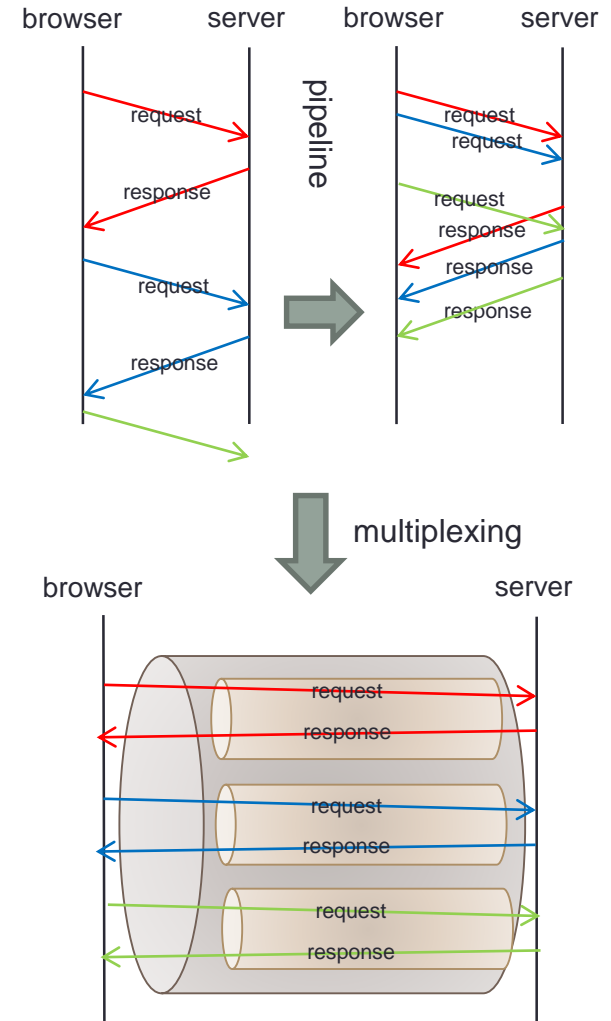 browser server browser server
pipeline
request
response
request
response
request
request
request
response
response
response
multiplexing
browser server
request
response
request
response
request
response